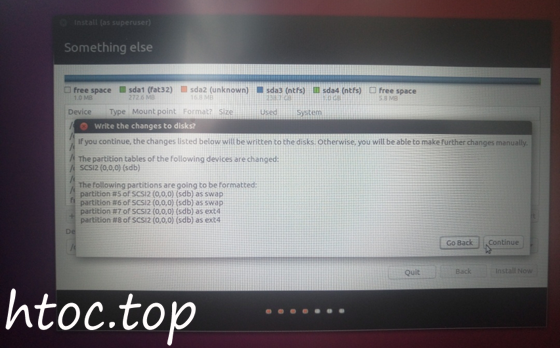 Install (as superuser)
Something else
free space sda1 (fat32) sda2 (unknown) sda3 (ntfs) sda4 (ntfs) free space
1.0 MB 272.6 MB 16.8 MB 1.0 GB 5.8 MB
Device Type Mount point Format? Size Used System
Write the changes to disks?
If you continue, the changes listed below will be written to the disks. Otherwise, you will be able to make further changes manually.
The partition tables of the following devices are changed:
SCSI2 (0,0,0) (sdb)
The following partitions are going to be formatted:
partition #5 of SCSI2 (0,0,0) (sdb) as swap
partition #6 of SCSI2 (0,0,0) (sdb) as swap
partition #7 of SCSI2 (0,0,0) (sdb) as ext4
partition #8 of SCSI2 (0,0,0) (sdb) as ext4
Go Back Continue
Quit Back Install Now
htoc.top